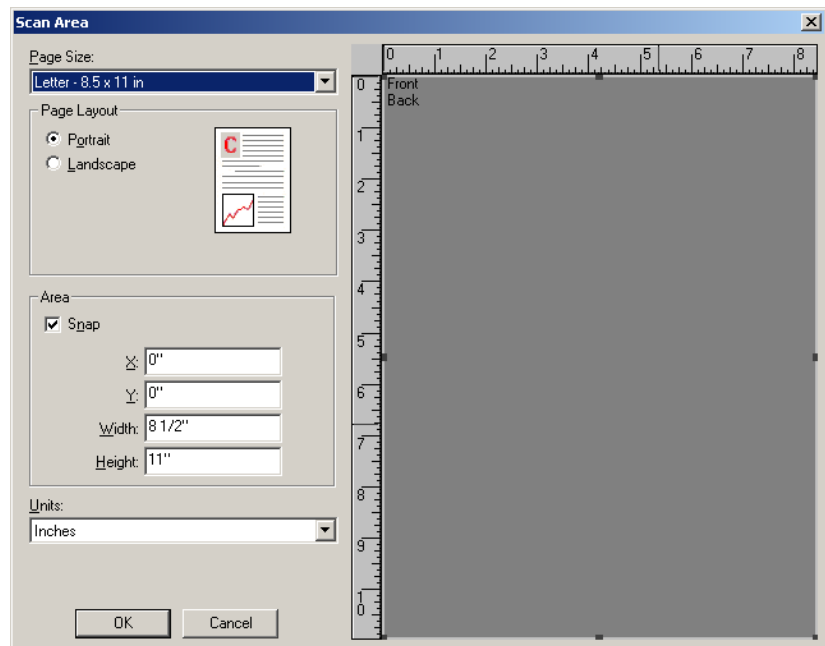 Scan Area
Page Size:
Letter - 8.5 x 11 in
Page Layout
Portrait
Landscape
C
Area
Snap
X: 0"
Y: 0"
Width: 8 1/2"
Height: 11"
Units:
Inches
OK Cancel
0 1 2 3 4 5 6 7 8
Front
Back
0
1
2
3
4
5
6
7
8
9
10